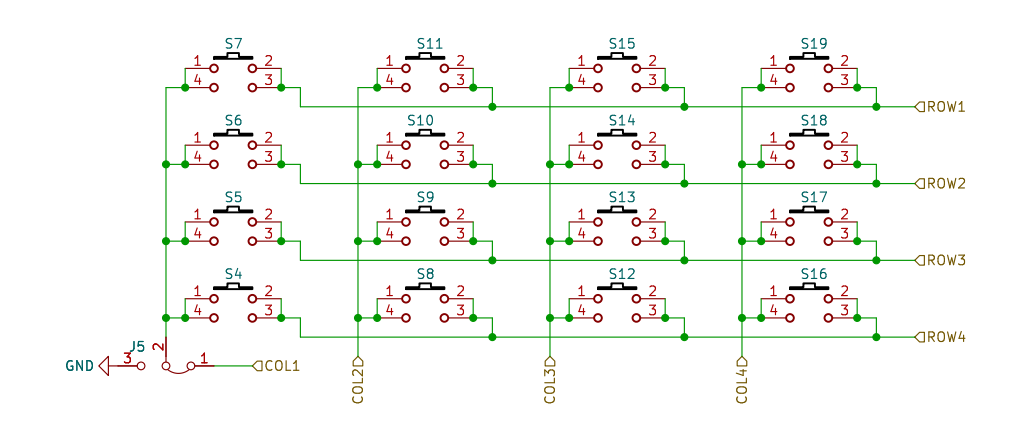 S7 S11 S15 S19
1 2 1 2 1 2 1 2
4 3 4 3 4 3 4 3
ROW1
S6 S10 S14 S18
1 2 1 2 1 2 1 2
4 3 4 3 4 3 4 3
ROW2
S5 S9 S13 S17
1 2 1 2 1 2 1 2
4 3 4 3 4 3 4 3
ROW3
S4 S8 S12 S16
1 2 1 2 1 2 1 2
4 3 4 3 4 3 4 3
ROW4
J5 2
GND 3 1 COL1
COL2 COL3 COL4